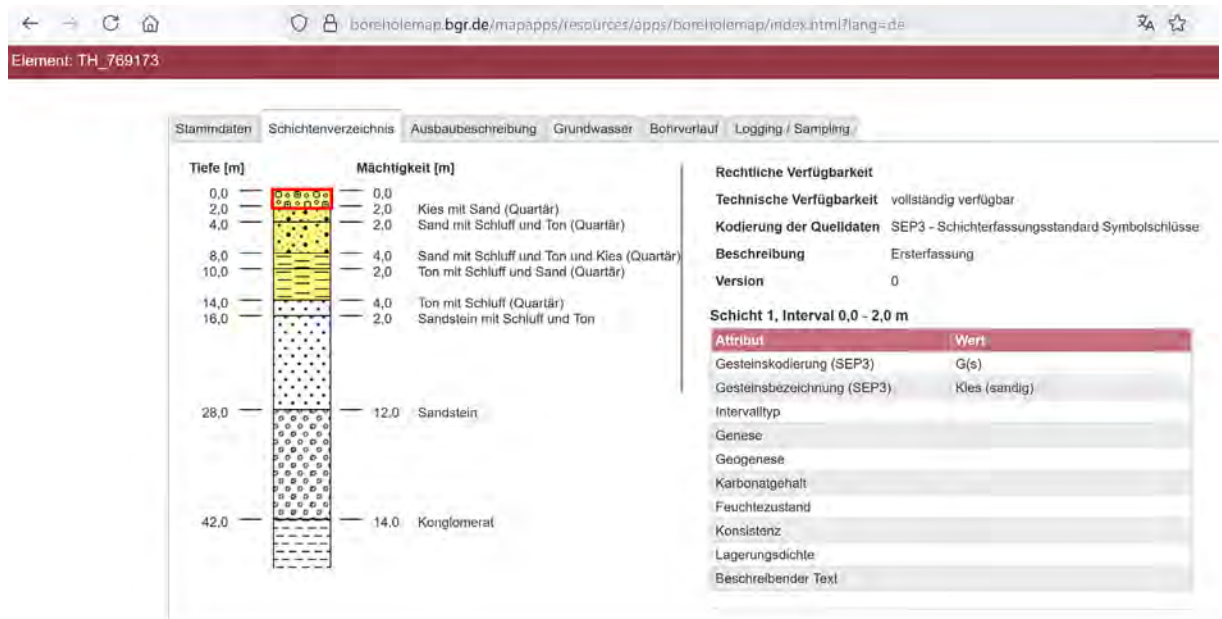 boreholemap.bgr.de/mapapps/resources/apps/boreholemap/index.html?lang=de
Element: TH_769173
Stammdaten Schichtenverzeichnis Ausbaubeschreibung Grundwasser Bohrverlauf Logging / Sampling
Tiefe [m] Mächtigkeit [m]
0,0 0,0
2,0 2,0 Kies mit Sand (Quartär)
4,0 2,0 Sand mit Schluff und Ton (Quartär)
8,0 4,0 Sand mit Schluff und Ton und Kies (Quartär)
10,0 2,0 Ton mit Schluff und Sand (Quartär)
14,0 4,0 Ton mit Schluff (Quartär)
16,0 2,0 Sandstein mit Schluff und Ton
28,0 12,0 Sandstein
42,0 14,0 Konglomerat
Rechtliche Verfügbarkeit
Technische Verfügbarkeit vollständig verfügbar
Kodierung der Quelldaten SEP3 - Schichterfassungsstandard Symbolschlüsse
Beschreibung Ersterfassung
Version 0
Schicht 1, Interval 0,0 - 2,0 m
Attribut Wert
Gesteinskodierung (SEP3) G(s)
Gesteinsbezeichnung (SEP3) Kies (sandig)
Intervalltyp
Genese
Geogenese
Karbonatgehalt
Feuchtezustand
Konsistenz
Lagerungsdichte
Beschreibender Text